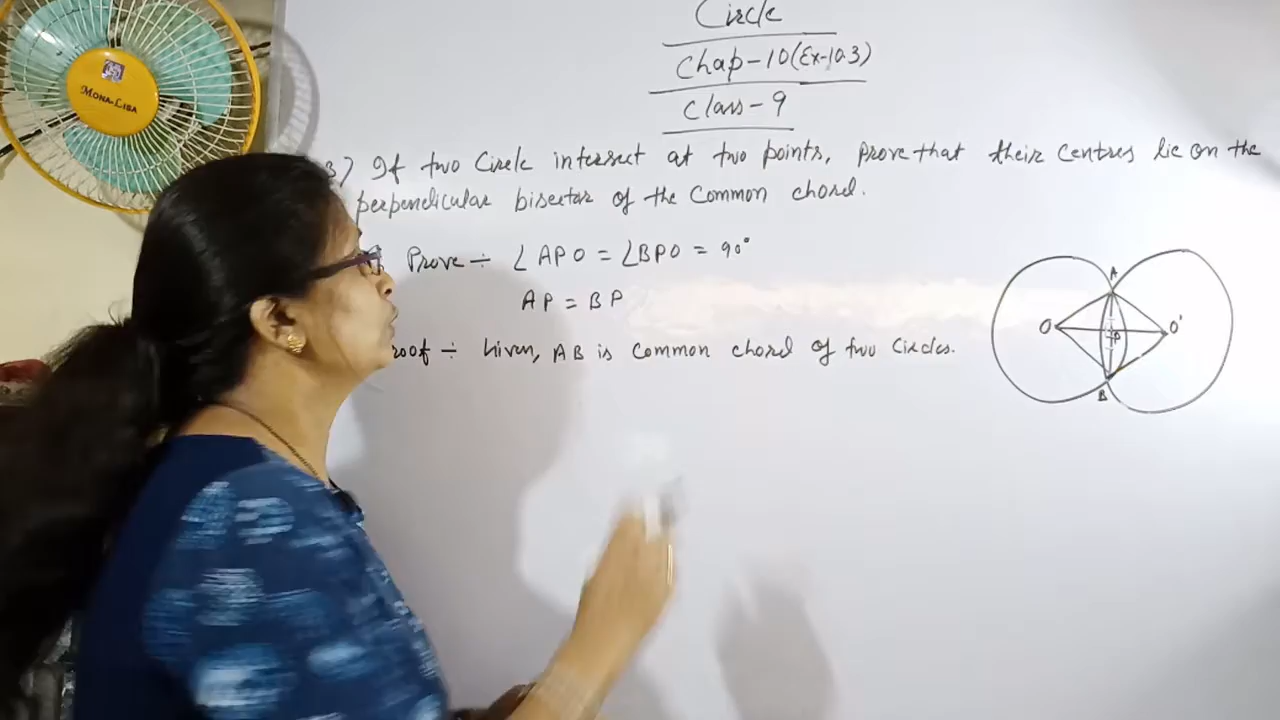 Circle
Chap-10(Ex-10.3)
Class-9
3) If two Circle intersect at two points, prove that their Centres lie on the
perpendicular bisector of the Common chord.
Prove ÷ ∠APO = ∠BPO = 90°
AP = BP
roof ÷ Given, AB is Common chord of two Circles.
A
O
P
O'
B
MONA-LISA